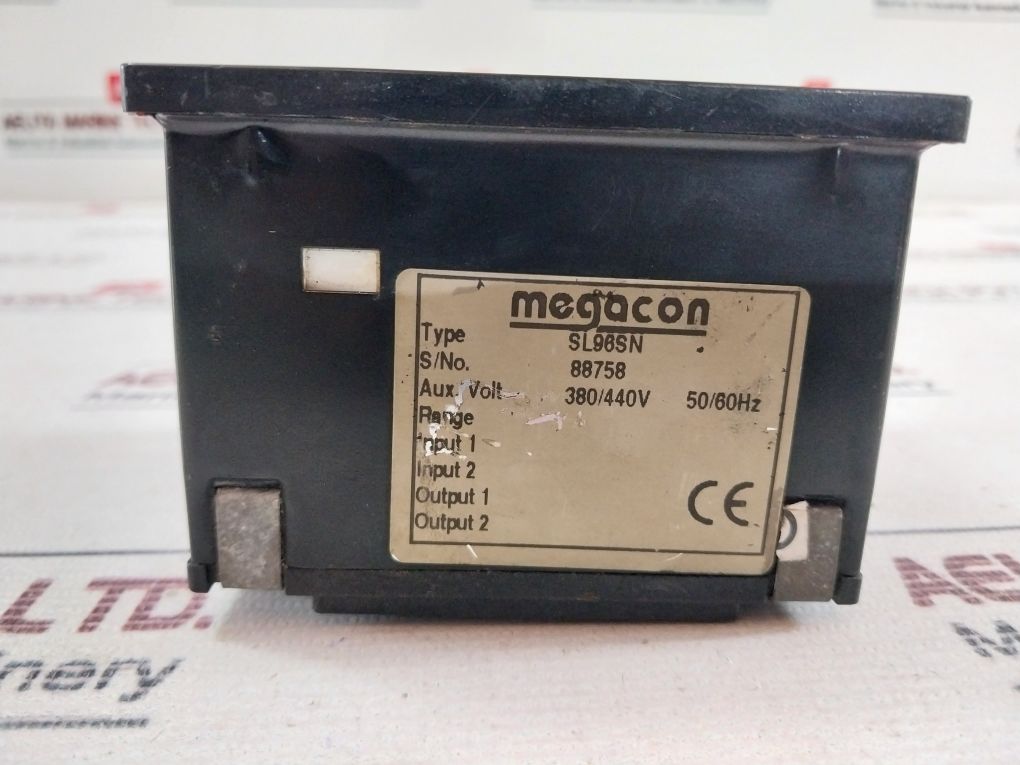 megacon
Type SL96SN
S/No. 88758
Aux. Volt 380/440V 50/60Hz
Range
Input 1
Input 2
Output 1
Output 2
CE
LTD.